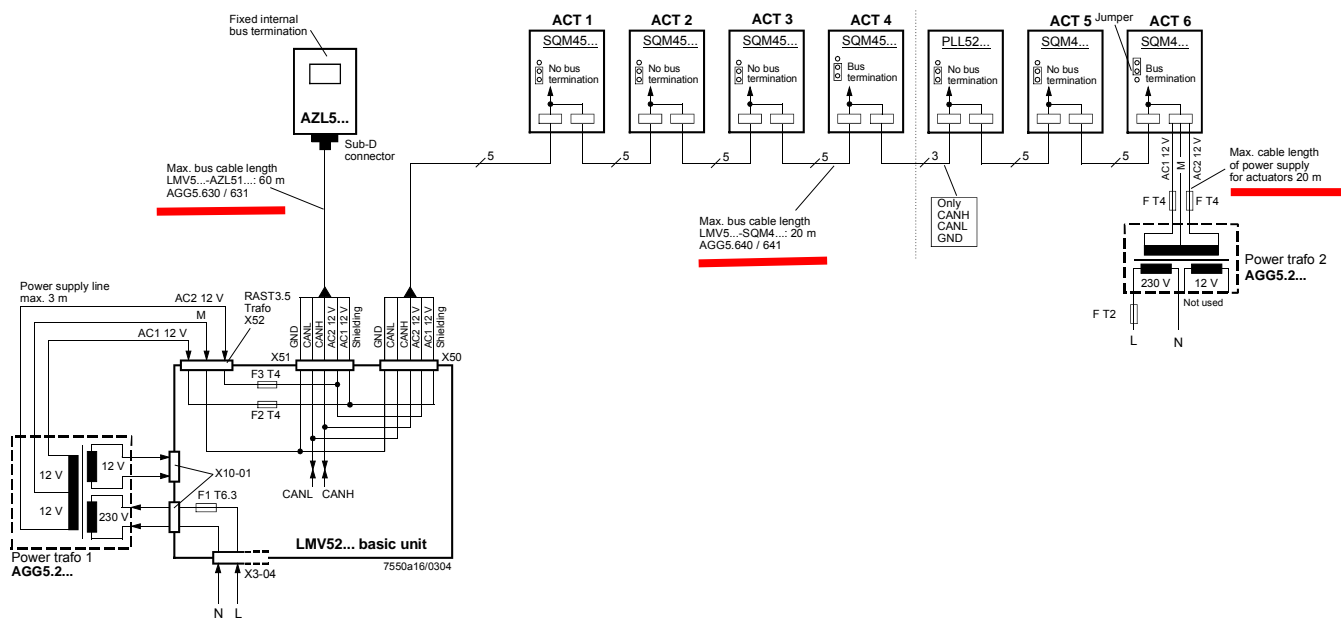 Fixed internal
bus termination
AZL5...
Sub-D
connector
Max. bus cable length
LMV5...-AZL51...: 60 m
AGG5.630 / 631
ACT 1
SQM45...
No bus
termination
ACT 2
SQM45...
No bus
termination
ACT 3
SQM45...
No bus
termination
ACT 4
SQM45...
Bus
termination
PLL52...
No bus
termination
ACT 5
SQM4...
No bus
termination
Jumper
ACT 6
SQM4...
Bus
termination
5
5
5
5
3
5
5
Only
CANH
CANL
GND
Max. bus cable length
LMV5...-SQM4...: 20 m
AGG5.640 / 641
AC1 12 V
M
AC2 12 V
Max. cable length
of power supply
for actuators 20 m
F T4
F T4
Power trafo 2
AGG5.2...
230 V
12 V
Not used
F T2
L
N
Power supply line
max. 3 m
AC2 12 V
M
AC1 12 V
RAST3.5
Trafo
X52
GND
CANL
CANH
AC2 12 V
AC1 12 V
Shielding
X51
GND
CANL
CANH
AC2 12 V
AC1 12 V
Shielding
X50
F3 T4
F2 T4
12 V
12 V
12 V
230 V
X10-01
F1 T6.3
CANL
CANH
Power trafo 1
AGG5.2...
LMV52... basic unit
7550a16/0304
X3-04
N
L